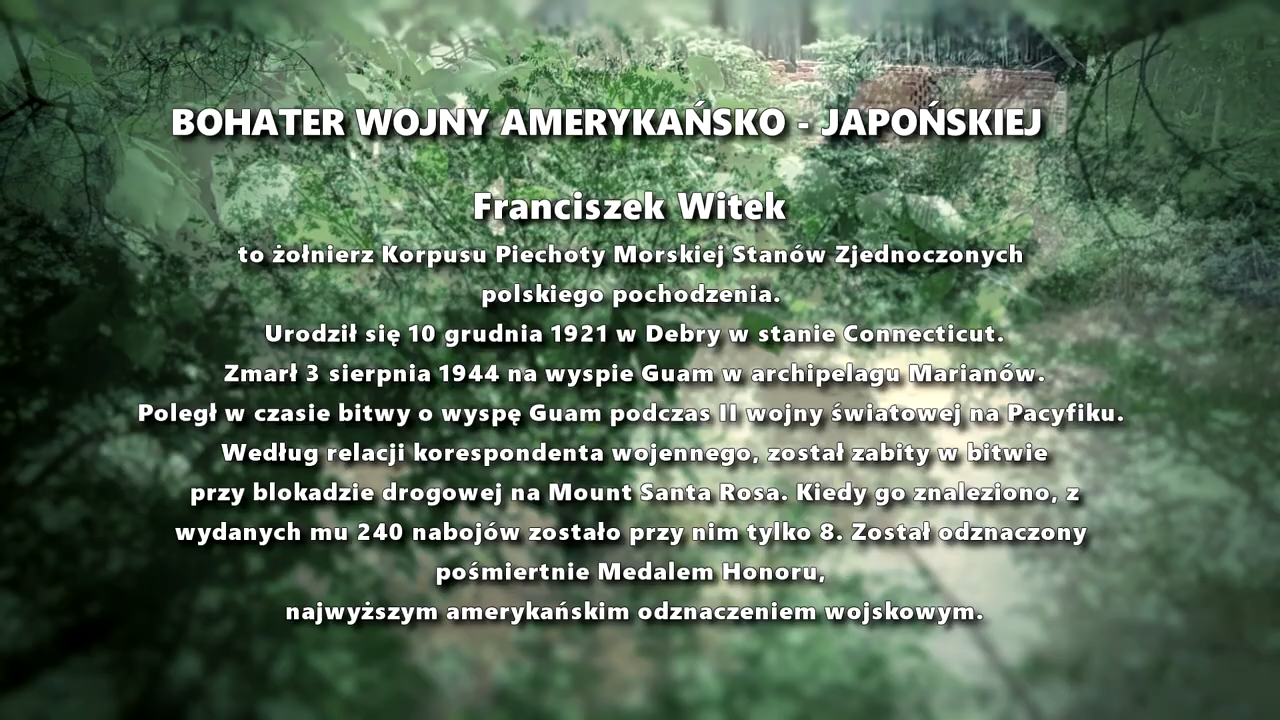 BOHATER WOJNY AMERYKAŃSKO - JAPOŃSKIEJ
Franciszek Witek
to żołnierz Korpusu Piechoty Morskiej Stanów Zjednoczonych
polskiego pochodzenia.
Urodził się 10 grudnia 1921 w Debry w stanie Connecticut.
Zmarł 3 sierpnia 1944 na wyspie Guam w archipelagu Marianów.
Poległ w czasie bitwy o wyspę Guam podczas II wojny światowej na Pacyfiku.
Według relacji korespondenta wojennego, został zabity w bitwie
przy blokadzie drogowej na Mount Santa Rosa. Kiedy go znaleziono, z
wydanych mu 240 nabojów zostało przy nim tylko 8. Został odznaczony
pośmiertnie Medalem Honoru,
najwyższym amerykańskim odznaczeniem wojskowym.